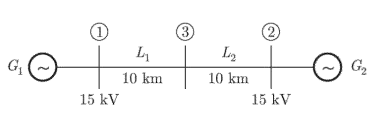 ① ③ ②
G₁ ~ L₁ L₂ ~ G₂
10 km 10 km
15 kV 15 kV